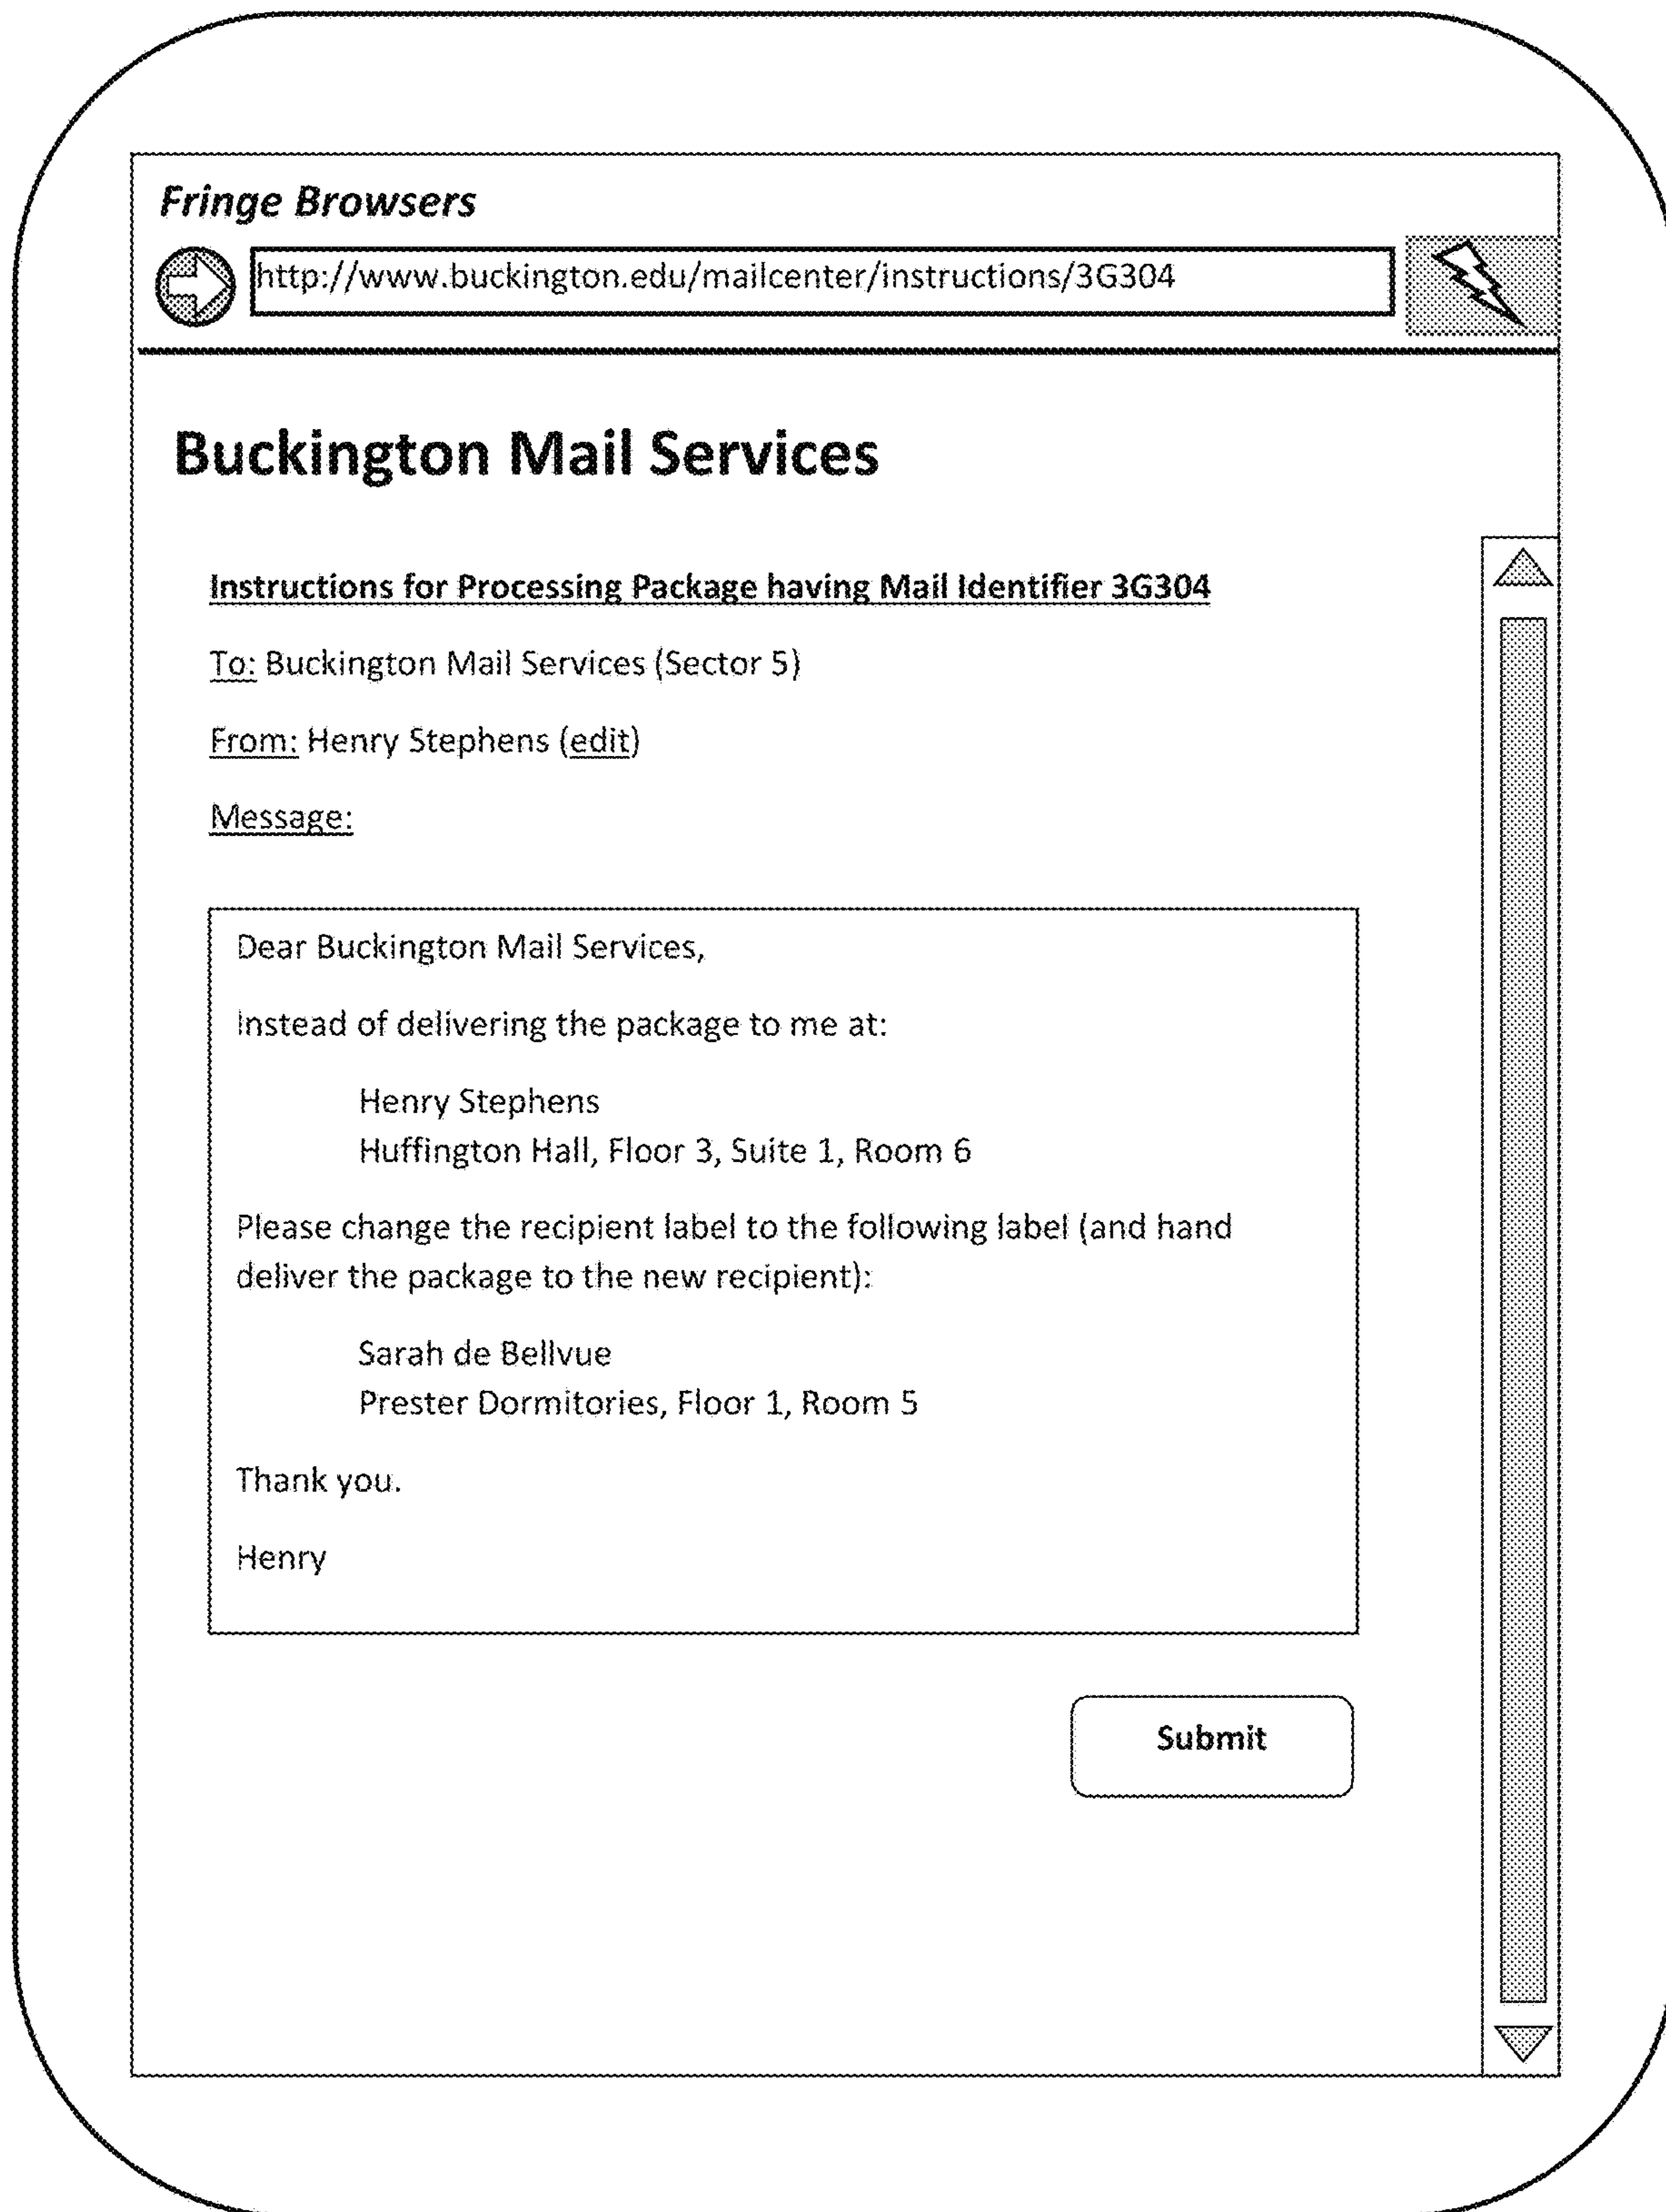 Fringe Browsers
http://www.buckington.edu/mailcenter/instructions/3G304
Buckington Mail Services
Instructions for Processing Package having Mail Identifier 3G304
To: Buckington Mail Services (Sector 5)
From: Henry Stephens (edit)
Message:
Dear Buckington Mail Services,
Instead of delivering the package to me at:
Henry Stephens
Huffington Hall, Floor 3, Suite 1, Room 6
Please change the recipient label to the following label (and hand
deliver the package to the new recipient):
Sarah de Bellvue
Prester Dormitories, Floor 1, Room 5
Thank you.
Henry
Submit